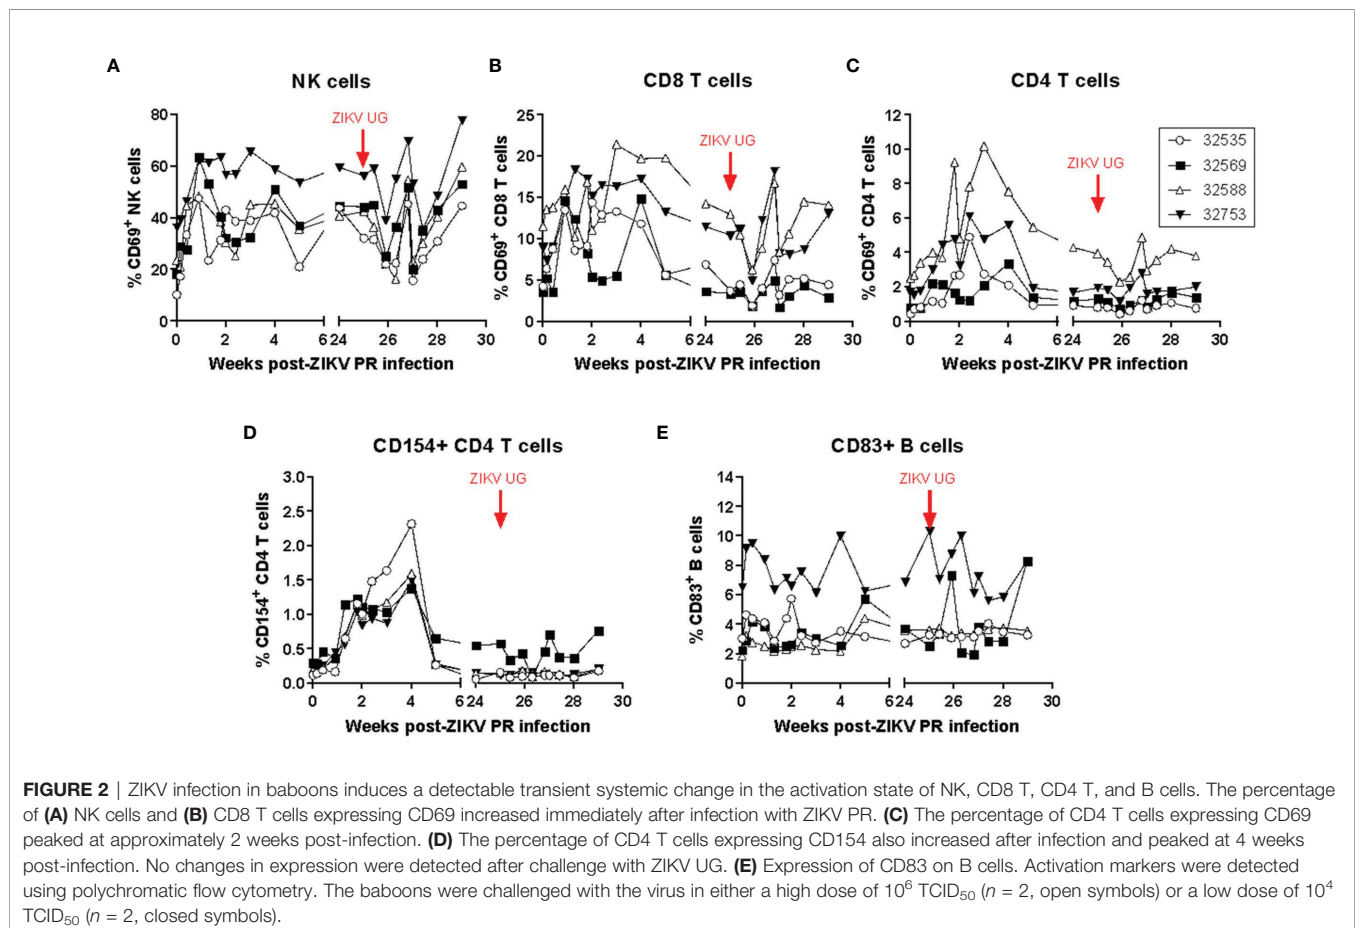 A
NK cells
% CD69+ NK cells
80
60
40
20
0
ZIKV UG
0 2 4 6 24 26 28 30
Weeks post-ZIKV PR infection
B
CD8 T cells
% CD69+ CD8 T cells
25
20
15
10
5
0
ZIKV UG
0 2 4 6 24 26 28 30
Weeks post-ZIKV PR infection
C
CD4 T cells
% CD69+ CD4 T cells
12
10
8
6
4
2
0
ZIKV UG
0 2 4 6 24 26 28 30
Weeks post-ZIKV PR infection
32535
32569
32588
32753
D
CD154+ CD4 T cells
% CD154+ CD4 T cells
3.0
2.5
2.0
1.5
1.0
0.5
0.0
ZIKV UG
0 2 4 6 24 26 28 30
Weeks post-ZIKV PR infection
E
CD83+ B cells
% CD83+ B cells
14
12
10
8
6
4
2
0
ZIKV UG
0 2 4 6 24 26 28 30
Weeks post-ZIKV PR infection
FIGURE 2 | ZIKV infection in baboons induces a detectable transient systemic change in the activation state of NK, CD8 T, CD4 T, and B cells. The percentage
of (A) NK cells and (B) CD8 T cells expressing CD69 increased immediately after infection with ZIKV PR. (C) The percentage of CD4 T cells expressing CD69
peaked at approximately 2 weeks post-infection. (D) The percentage of CD4 T cells expressing CD154 also increased after infection and peaked at 4 weeks
post-infection. No changes in expression were detected after challenge with ZIKV UG. (E) Expression of CD83 on B cells. Activation markers were detected
using polychromatic flow cytometry. The baboons were challenged with the virus in either a high dose of 10⁶ TCID₅₀ (n = 2, open symbols) or a low dose of 10⁴
TCID₅₀ (n = 2, closed symbols).